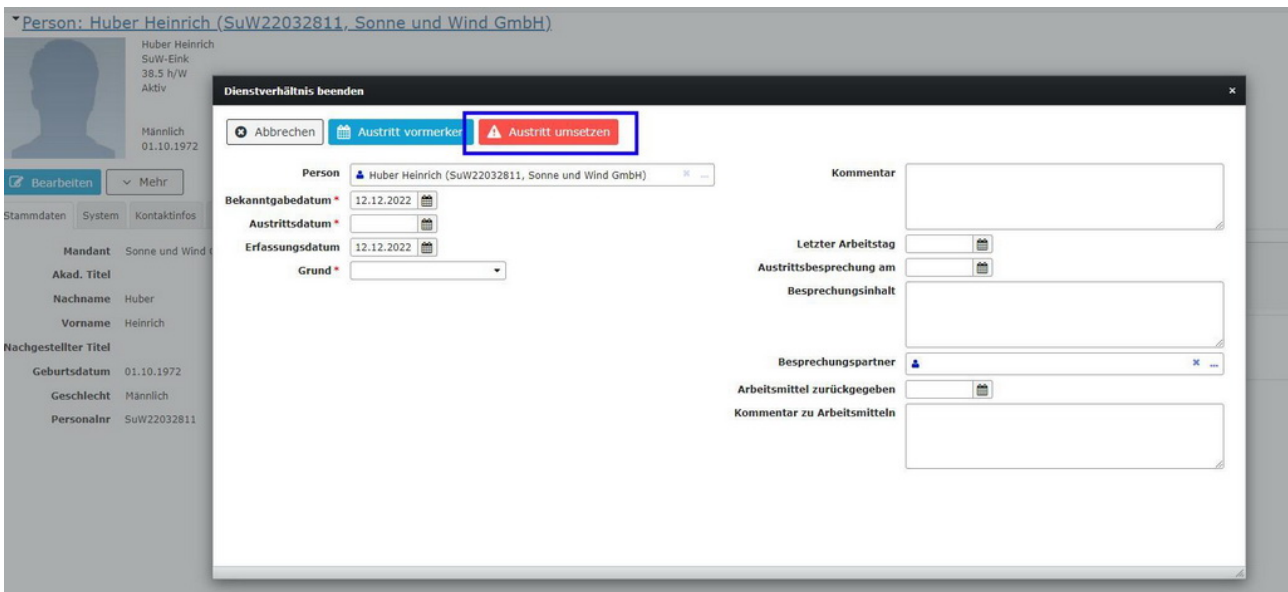 Person: Huber Heinrich (SuW22032811, Sonne und Wind GmbH)
Huber Heinrich
SuW-Eink
38.5 h/W
Aktiv
Männlich
01.10.1972
Bearbeiten
Mehr
Stammdaten System Kontaktinfos
Mandant Sonne und Wind
Akad. Titel
Nachname Huber
Vorname Heinrich
Nachgestellter Titel
Geburtsdatum 01.10.1972
Geschlecht Männlich
Personalnr SuW22032811
Dienstverhältnis beenden
Abbrechen
Austritt vormerken
Austritt umsetzen
Person Huber Heinrich (SuW22032811, Sonne und Wind GmbH) ...
Bekanntgabedatum * 12.12.2022
Austrittsdatum *
Erfassungsdatum 12.12.2022
Grund *
Kommentar
Letzter Arbeitstag
Austrittsbesprechung am
Besprechungsinhalt
Besprechungspartner ...
Arbeitsmittel zurückgegeben
Kommentar zu Arbeitsmitteln